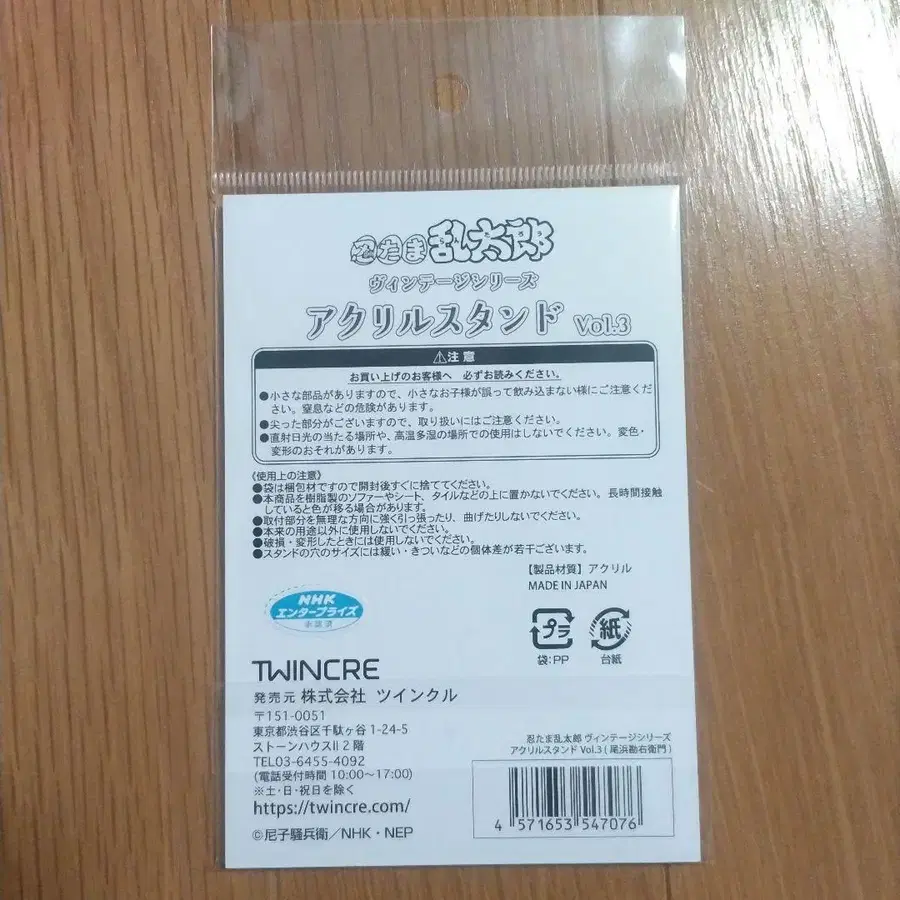 忍たま乱太郎
ヴィンテージシリーズ
アクリルスタンド Vol.3
⚠注意
お買い上げのお客様へ 必ずお読みください。
●小さな部品がありますので、小さなお子様が誤って飲み込まない様にご注意くだ
さい。窒息などの危険があります。
●尖った部分がございますので、取り扱いにはご注意ください。
●直射日光の当たる場所や、高温多湿の場所での使用はしないでください。変色・
変形のおそれがあります。
《使用上の注意》
●袋は梱包材ですので開封後すぐに捨ててください。
●本商品を樹脂製のソファーやシート、タイルなどの上に置かないでください。長時間接触
していると色が移る場合があります。
●取付部分を無理な方向に強く引っ張ったり、曲げたりしないでください。
●本来の用途以外に使用しないでください。
●破損・変形したときには使用しないでください。
●スタンドの穴のサイズには緩い・きついなどの個体差が若干ございます。
【製品材質】アクリル
MADE IN JAPAN
NHK
エンタープライズ
承認済
プラ
袋:PP
紙
台紙
TWINCRE
発売元 株式会社 ツインクル
〒151-0051
東京都渋谷区千駄ヶ谷 1-24-5
ストーンハウスⅡ 2階
TEL03-6455-4092
(電話受付時間 10:00～17:00)
※土・日・祝日を除く
https://twincre.com/
©尼子騒兵衛／NHK・NEP
忍たま乱太郎 ヴィンテージシリーズ
アクリルスタンド Vol.3 ( 尾浜勘右衛門 )
4 571653 547076